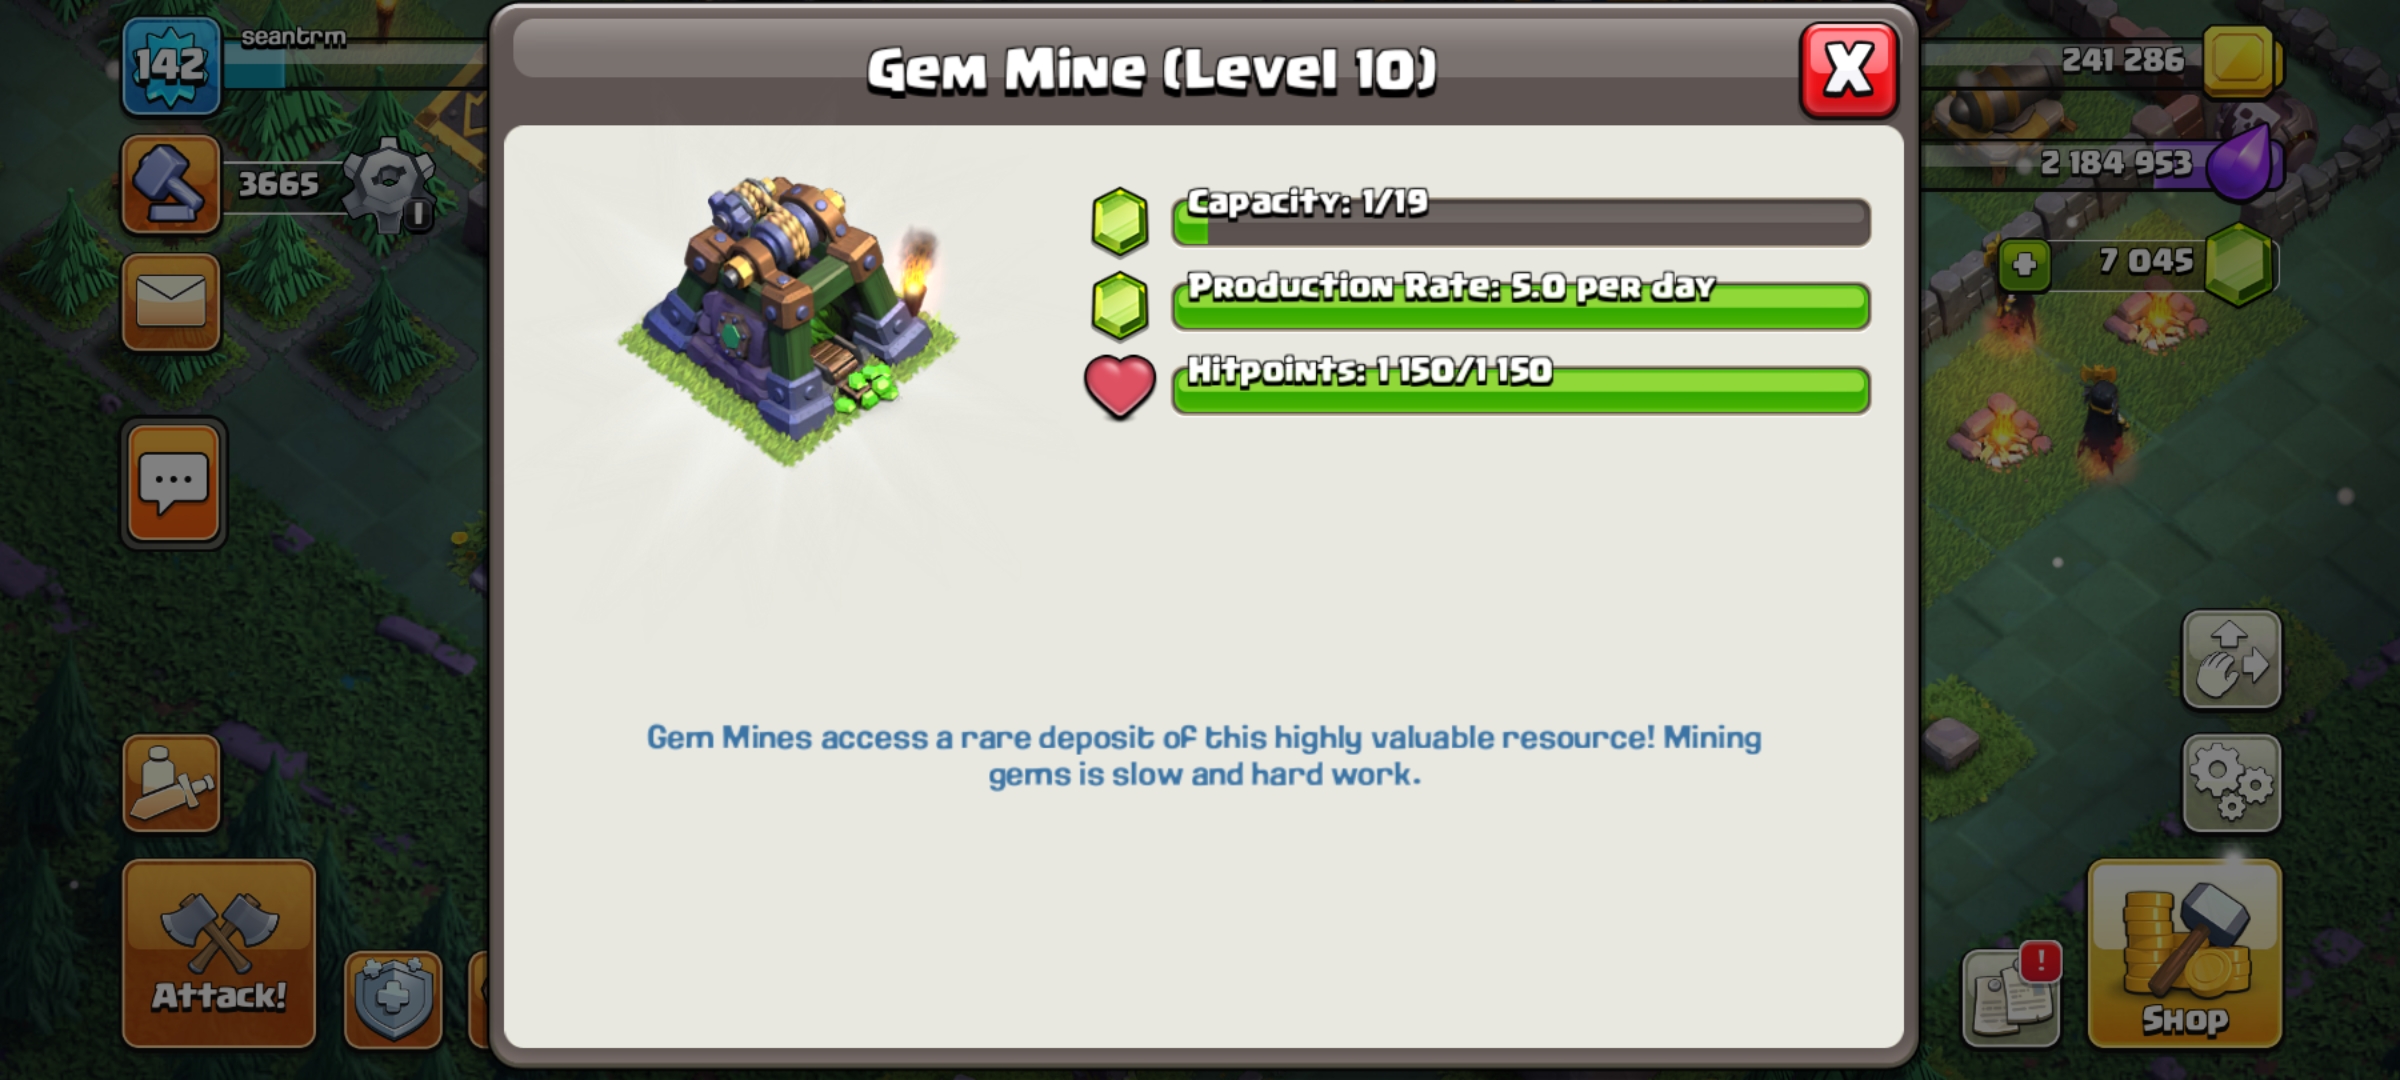 142
seantrm
3665
Gem Mine (Level 10)
X
241 286
2 184 953
7 045
Capacity: 1/19
Production Rate: 5.0 per day
Hitpoints: 1 150/1 150
Gem Mines access a rare deposit of this highly valuable resource! Mining
gems is slow and hard work.
Attack!
!
Shop